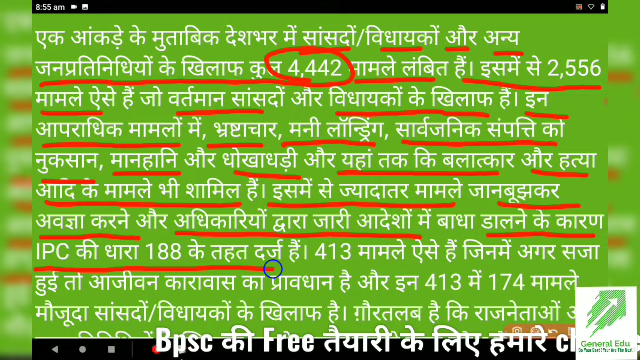 8:55 am
एक आंकड़े के मुताबिक देशभर में सांसदों/विधायकों और अन्य
जनप्रतिनिधियों के खिलाफ कुल 4,442 मामले लंबित हैं। इसमें से 2,556
मामले ऐसे हैं जो वर्तमान सांसदों और विधायकों के खिलाफ हैं। इन
आपराधिक मामलों में, भ्रष्टाचार, मनी लॉन्ड्रिंग, सार्वजनिक संपत्ति को
नुकसान, मानहानि और धोखाधड़ी और यहां तक कि बलात्कार और हत्या
आदि के मामले भी शामिल हैं। इसमें से ज्यादातर मामले जानबूझकर
अवज्ञा करने और अधिकारियों द्वारा जारी आदेशों में बाधा डालने के कारण
IPC की धारा 188 के तहत दर्ज हैं। 413 मामले ऐसे हैं जिनमें अगर सजा
हुई तो आजीवन कारावास का प्रावधान है और इन 413 में 174 मामले
मौजूदा सांसदों/विधायकों के खिलाफ है। ग़ौरतलब है कि राजनेताओं
Bpsc की Free तैयारी के लिए हमारे
General Edu